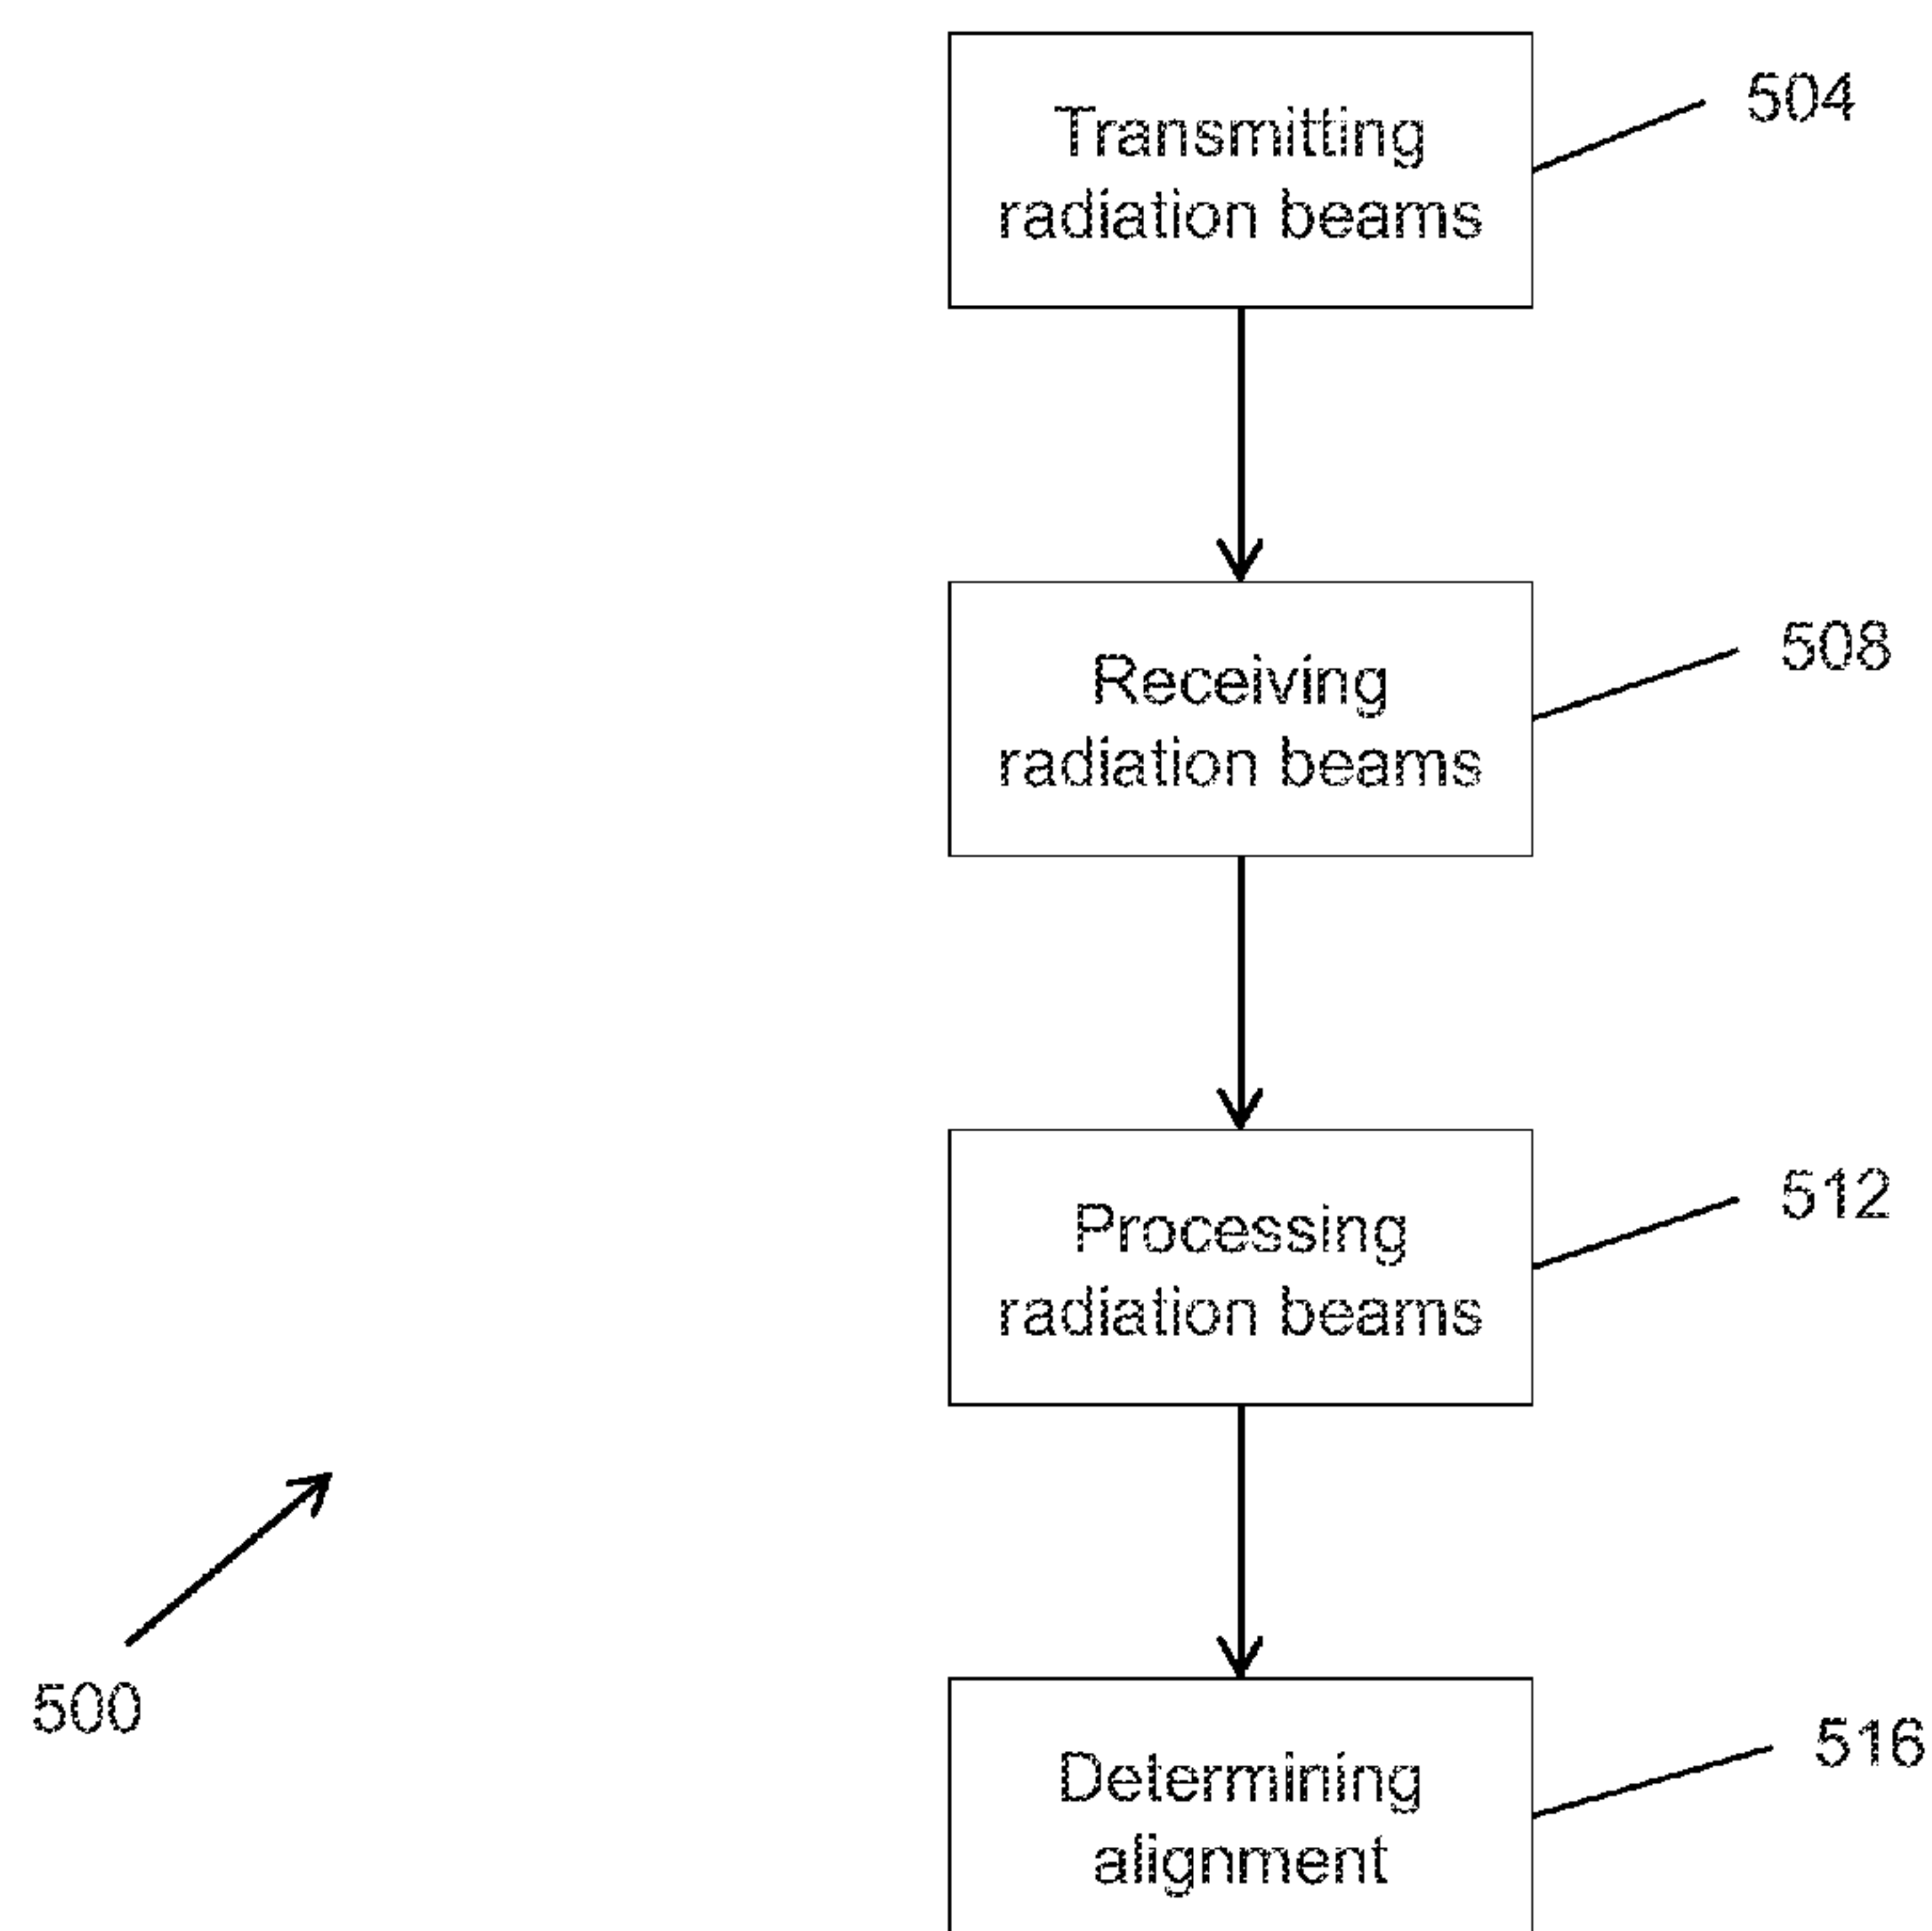 Transmitting
radiation beams
504
Receiving
radiation beams
508
Processing
radiation beams
512
500
Determining
alignment
516